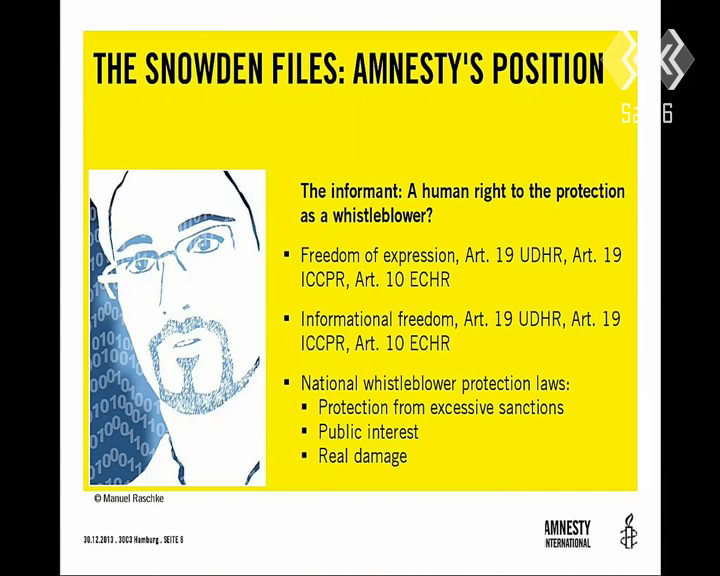 THE SNOWDEN FILES: AMNESTY'S POSITION
The informant: A human right to the protection
as a whistleblower?
▪ Freedom of expression, Art. 19 UDHR, Art. 19
ICCPR, Art. 10 ECHR
▪ Informational freedom, Art. 19 UDHR, Art. 19
ICCPR, Art. 10 ECHR
▪ National whistleblower protection laws:
▪ Protection from excessive sanctions
▪ Public interest
▪ Real damage
© Manuel Raschke
30.12.2013 . 30C3 Hamburg . SEITE 6
AMNESTY
INTERNATIONAL